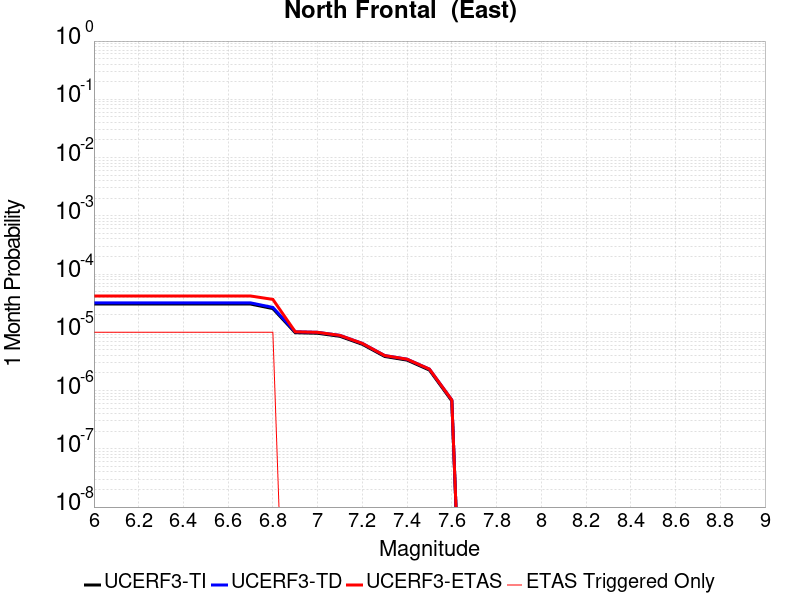 North Frontal  (East)
10^0
10^-1
10^-2
10^-3
10^-4
10^-5
10^-6
10^-7
10^-8
1 Month Probability
6 6.2 6.4 6.6 6.8 7 7.2 7.4 7.6 7.8 8 8.2 8.4 8.6 8.8 9
Magnitude
UCERF3-TI UCERF3-TD UCERF3-ETAS ETAS Triggered Only